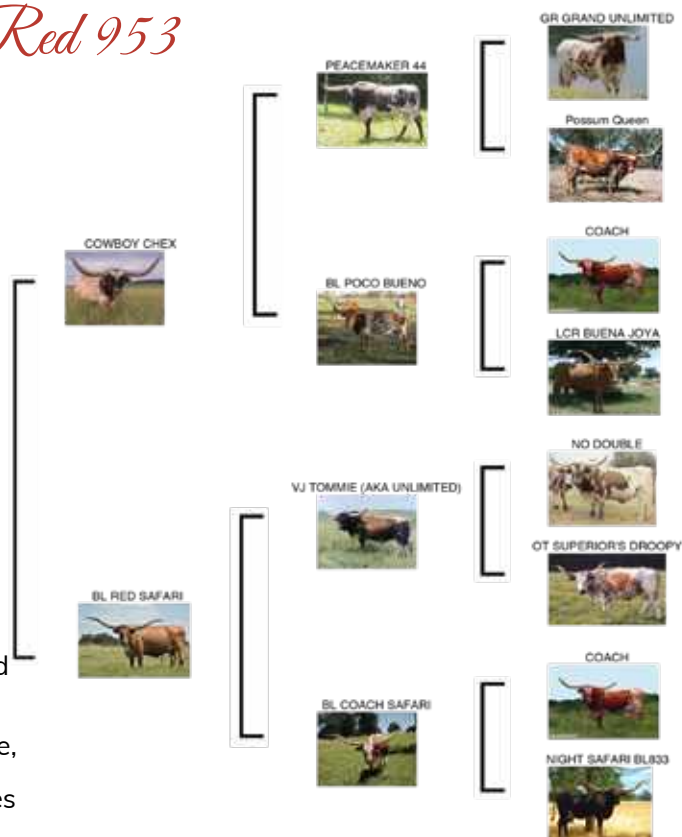 Red 953
GR GRAND UNLIMITED
PEACEMAKER 44
Possum Queen
COACH
COWBOY CHEX
BL POCO BUENO
LCR BUENA JOYA
NO DOUBLE
VJ TOMMIE (AKA UNLIMITED)
OT SUPERIOR'S DROOPY
BL RED SAFARI
COACH
d
BL COACH SAFARI
e,
NIGHT SAFARI BL833
es